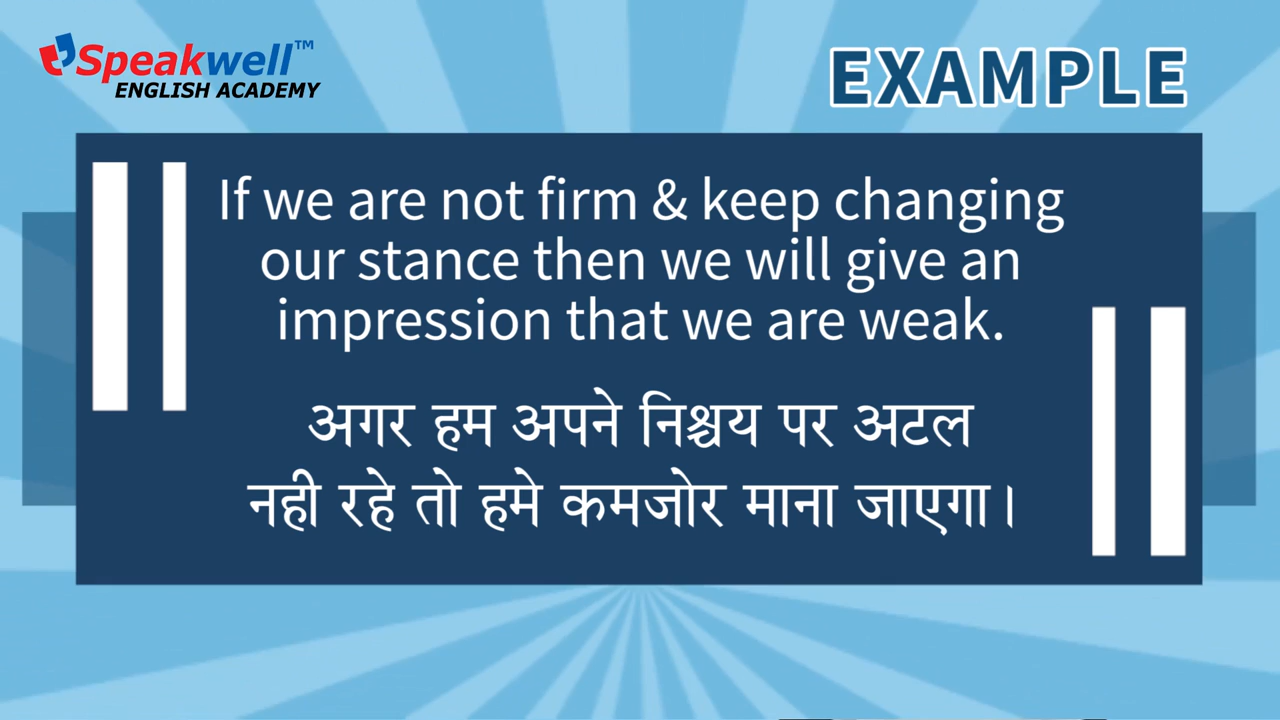 Speakwell™
ENGLISH ACADEMY
EXAMPLE
If we are not firm & keep changing
our stance then we will give an
impression that we are weak.
अगर हम अपने निश्चय पर अटल
नही रहे तो हमे कमजोर माना जाएगा।